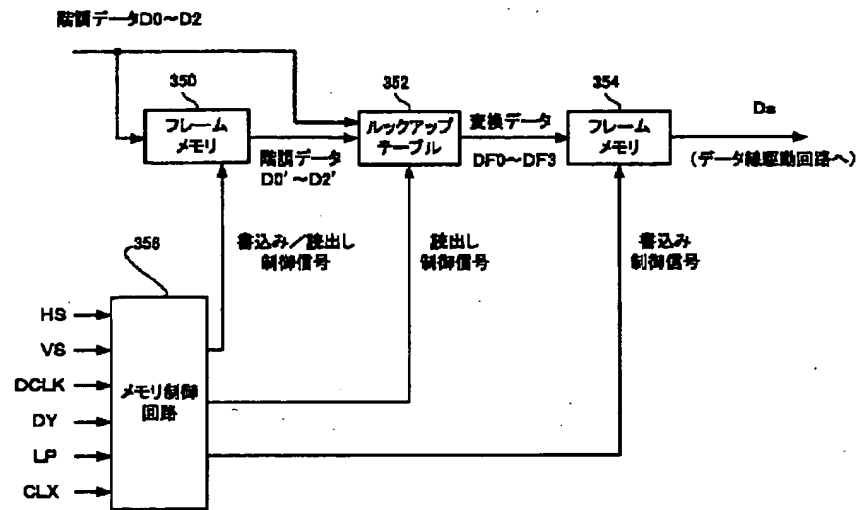 階調データD0~D2
350
フレーム
メモリ
352
ルックアップ
テーブル
354
フレーム
メモリ
変換データ
DF0~DF3
Ds
(データ線駆動回路へ)
階調データ
D0'~D2'
書込み/読出し
制御信号
読出し
制御信号
書込み
制御信号
356
HS
VS
DCLK
DY
LP
CLX
メモリ制御
回路